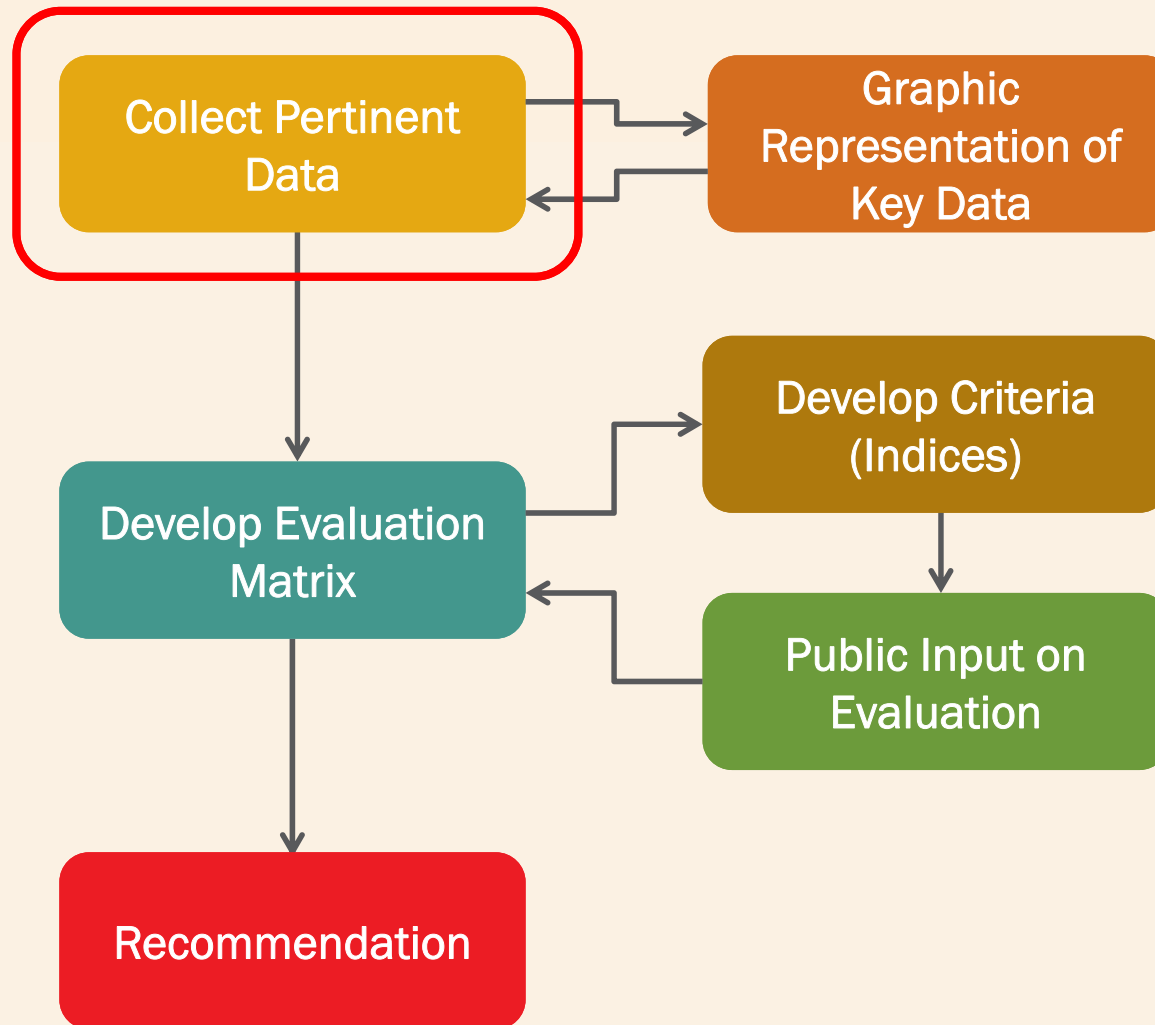 Collect Pertinent
Data
Graphic
Representation of
Key Data
Develop Criteria
(Indices)
Develop Evaluation
Matrix
Public Input on
Evaluation
Recommendation